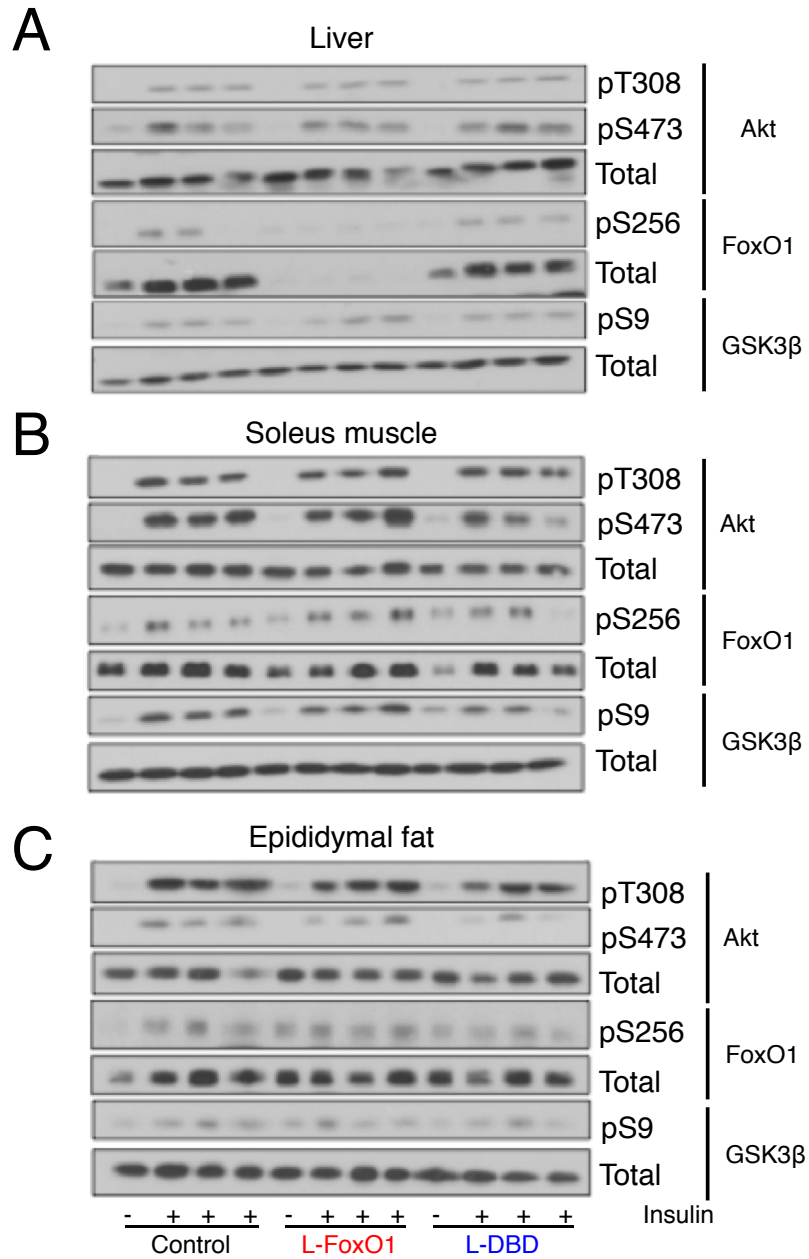 A
Liver
pT308
pS473
Akt
Total
pS256
FoxO1
Total
pS9
GSK3β
Total
B
Soleus muscle
pT308
pS473
Akt
Total
pS256
FoxO1
Total
pS9
GSK3β
Total
C
Epididymal fat
pT308
pS473
Akt
Total
pS256
FoxO1
Total
pS9
GSK3β
Total
- + + + - + + + - + + + Insulin
Control L-FoxO1 L-DBD